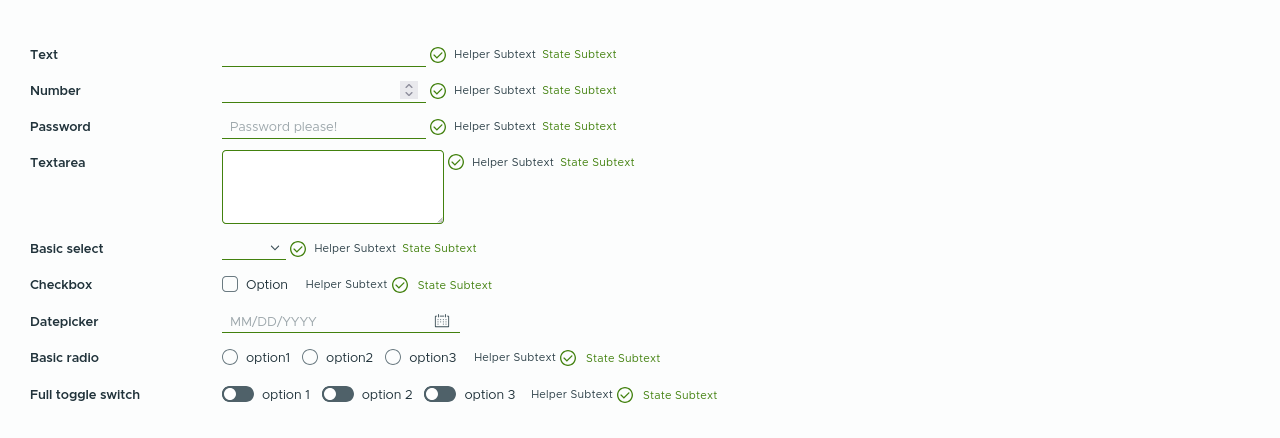 Text Helper Subtext State Subtext
Number Helper Subtext State Subtext
Password Password please! Helper Subtext State Subtext
Textarea Helper Subtext State Subtext
Basic select Helper Subtext State Subtext
Checkbox Option Helper Subtext State Subtext
Datepicker MM/DD/YYYY
Basic radio option1 option2 option3 Helper Subtext State Subtext
Full toggle switch option 1 option 2 option 3 Helper Subtext State Subtext